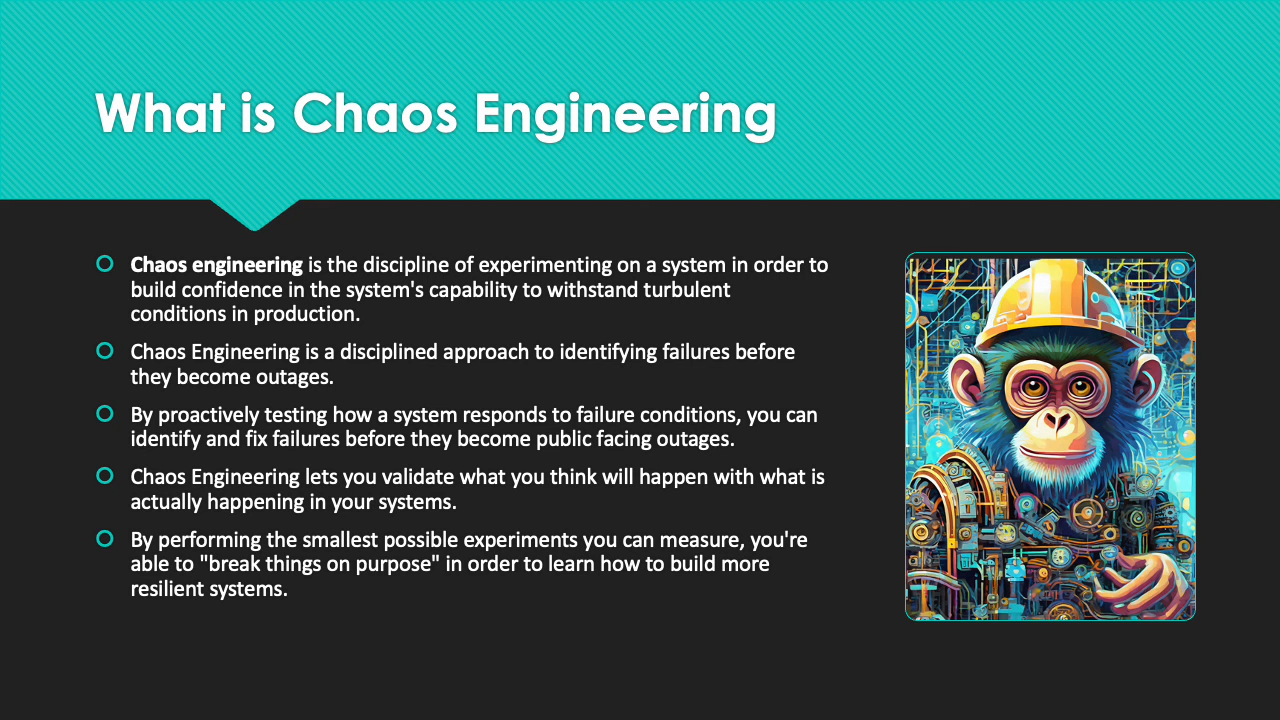 What is Chaos Engineering
Chaos engineering is the discipline of experimenting on a system in order to
build confidence in the system's capability to withstand turbulent
conditions in production.
Chaos Engineering is a disciplined approach to identifying failures before
they become outages.
By proactively testing how a system responds to failure conditions, you can
identify and fix failures before they become public facing outages.
Chaos Engineering lets you validate what you think will happen with what is
actually happening in your systems.
By performing the smallest possible experiments you can measure, you're
able to "break things on purpose" in order to learn how to build more
resilient systems.